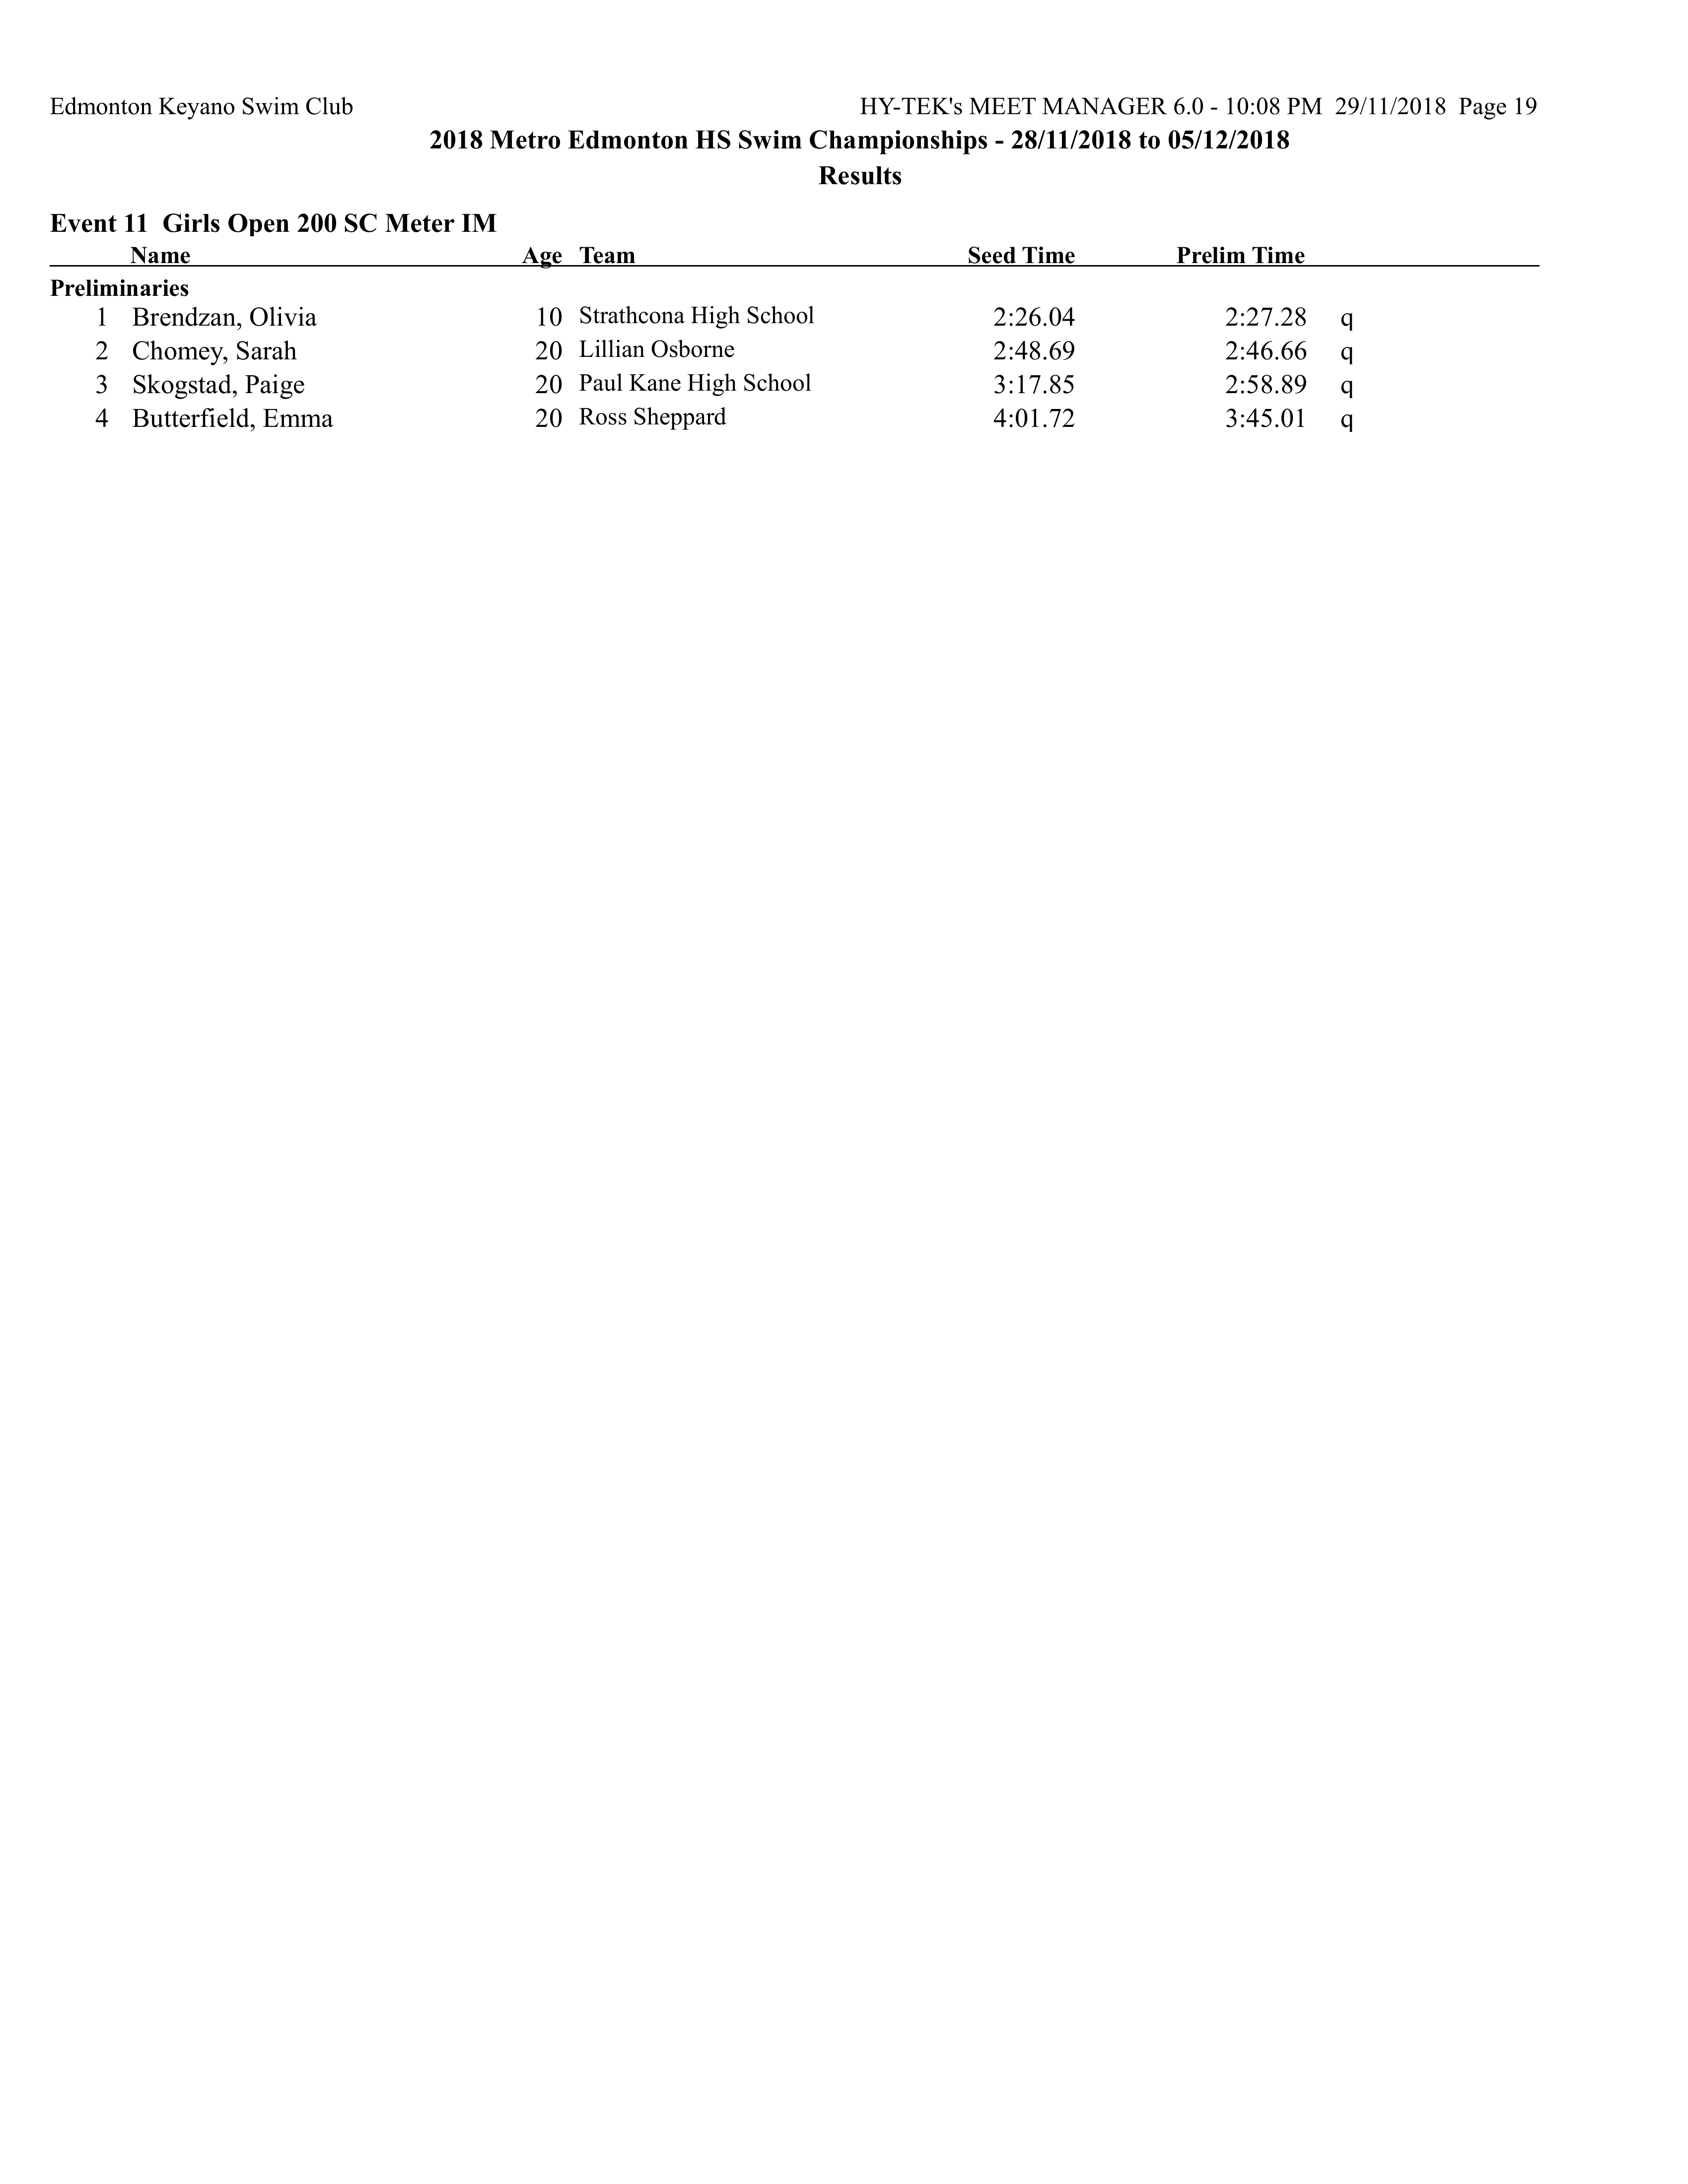 Edmonton Keyano Swim Club HY-TEK's MEET MANAGER 6.0 - 10:08 PM 29/11/2018 Page 19
2018 Metro Edmonton HS Swim Championships - 28/11/2018 to 05/12/2018
Results
Event 11 Girls Open 200 SC Meter IM
Name Age Team Seed Time Prelim Time
Preliminaries
1 Brendzan, Olivia 10 Strathcona High School 2:26.04 2:27.28 q
2 Chomey, Sarah 20 Lillian Osborne 2:48.69 2:46.66 q
3 Skogstad, Paige 20 Paul Kane High School 3:17.85 2:58.89 q
4 Butterfield, Emma 20 Ross Sheppard 4:01.72 3:45.01 q